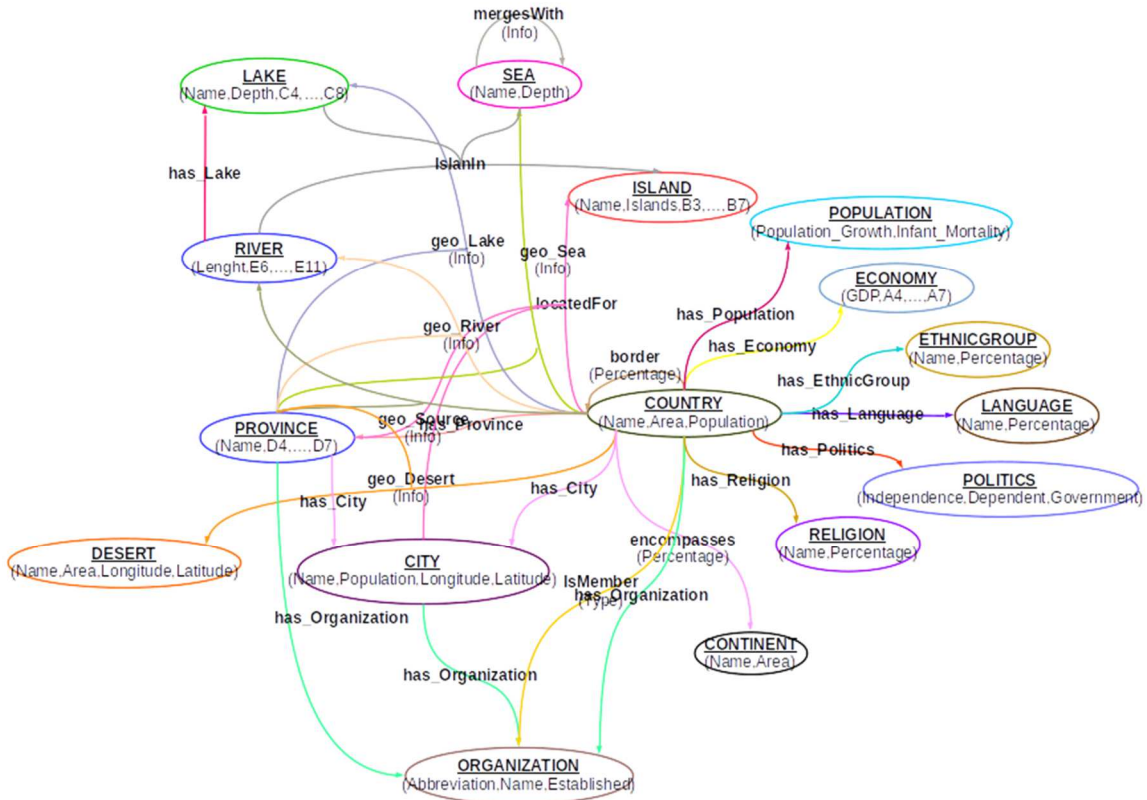 mergesWith
(Info)
LAKE
(Name,Depth,C4,....,C8)
SEA
(Name,Depth)
has_Lake
IsIanIn
ISLAND
(Name,Islands,B3,....,B7)
POPULATION
(Population_Growth,Infant_Mortality)
RIVER
(Lenght,E6,....,E11)
geo_Lake
(Info)
geo_Sea
(Info)
ECONOMY
(GDP,A4,....,A7)
locatedFor
has_Population
geo_River
(Info)
has_Economy
ETHNICGROUP
(Name,Percentage)
border
(Percentage)
has_EthnicGroup
COUNTRY
(Name,Area,Population)
has_Language
LANGUAGE
(Name,Percentage)
PROVINCE
(Name,D4,....,D7)
geo_Source
(Info)
has_Province
has_Politics
geo_Desert
(Info)
has_City
has_City
has_Religion
POLITICS
(Independence,Dependent,Government)
RELIGION
(Name,Percentage)
encompasses
(Percentage)
DESERT
(Name,Area,Longitude,Latitude)
CITY
(Name,Population,Longitude,Latitude)
IsMember
(Type)
has_Organization
has_Organization
CONTINENT
(Name,Area)
has_Organization
ORGANIZATION
(Abbreviation,Name,Established)